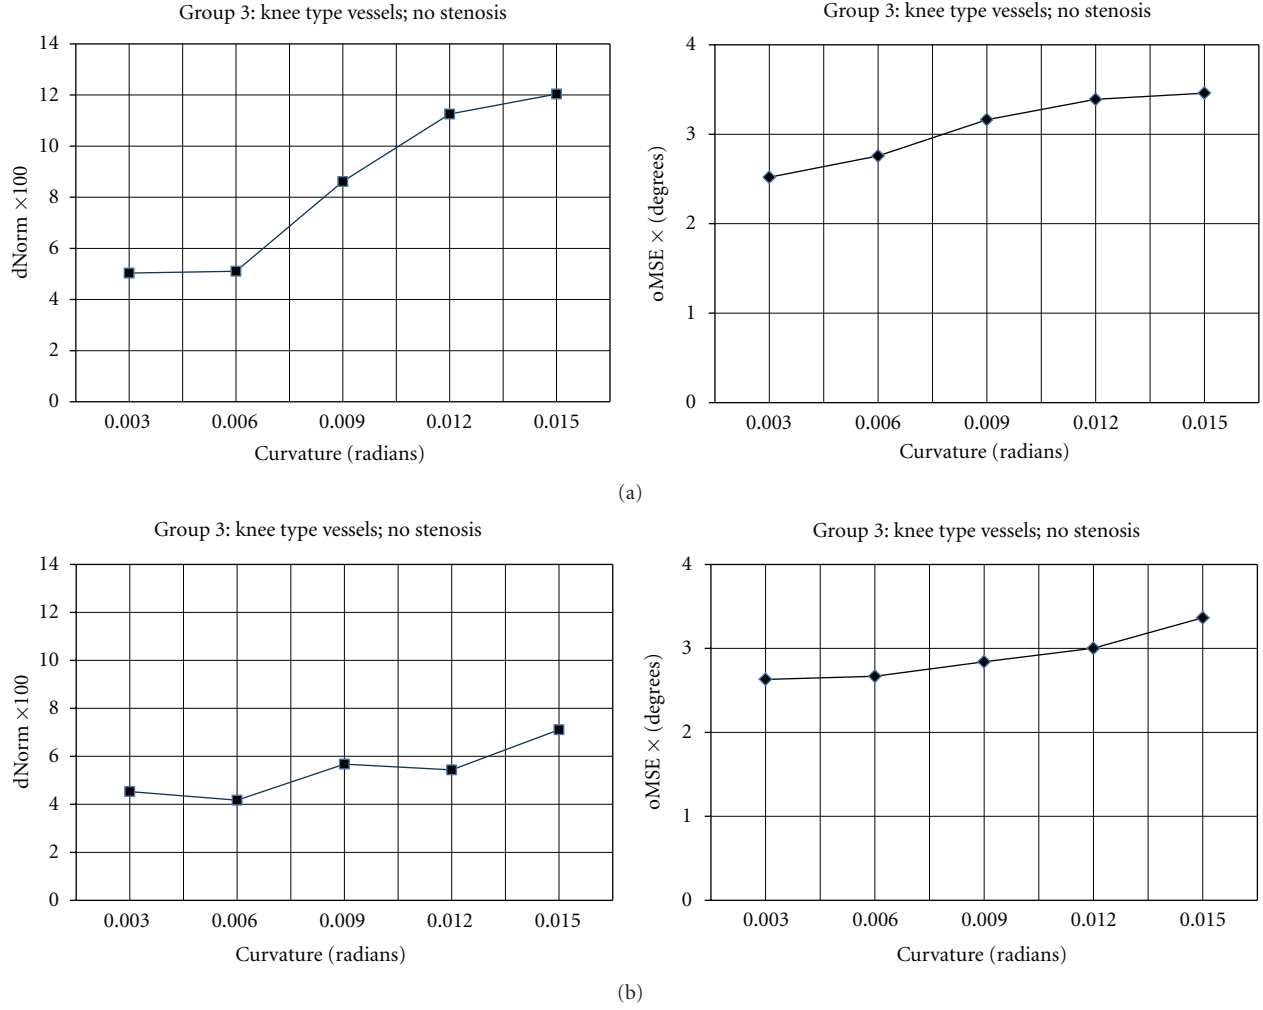 Group 3: knee type vessels; no stenosis
14
12
10
8
6
4
2
0
dNorm ×100
0.003 0.006 0.009 0.012 0.015
Curvature (radians)
Group 3: knee type vessels; no stenosis
4
3
2
1
0
oMSE × (degrees)
0.003 0.006 0.009 0.012 0.015
Curvature (radians)
(a)
Group 3: knee type vessels; no stenosis
14
12
10
8
6
4
2
0
dNorm ×100
0.003 0.006 0.009 0.012 0.015
Curvature (radians)
Group 3: knee type vessels; no stenosis
4
3
2
1
0
oMSE × (degrees)
0.003 0.006 0.009 0.012 0.015
Curvature (radians)
(b)